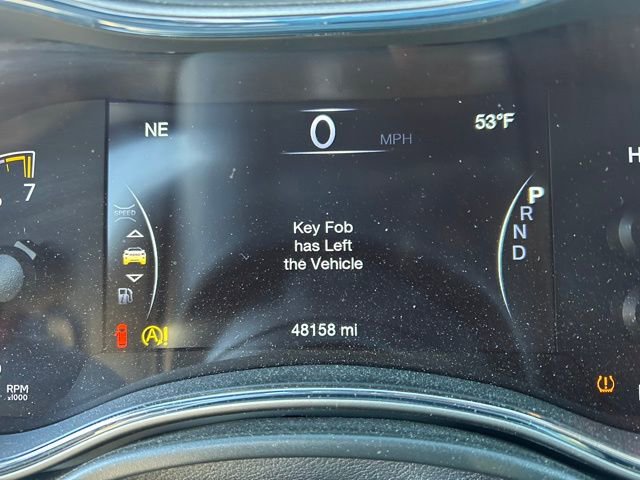 NE
0 MPH
53°F
7
H
SPEED
P
R
N
D
Key Fob
has Left
the Vehicle
A!
48158 mi
RPM
x1000